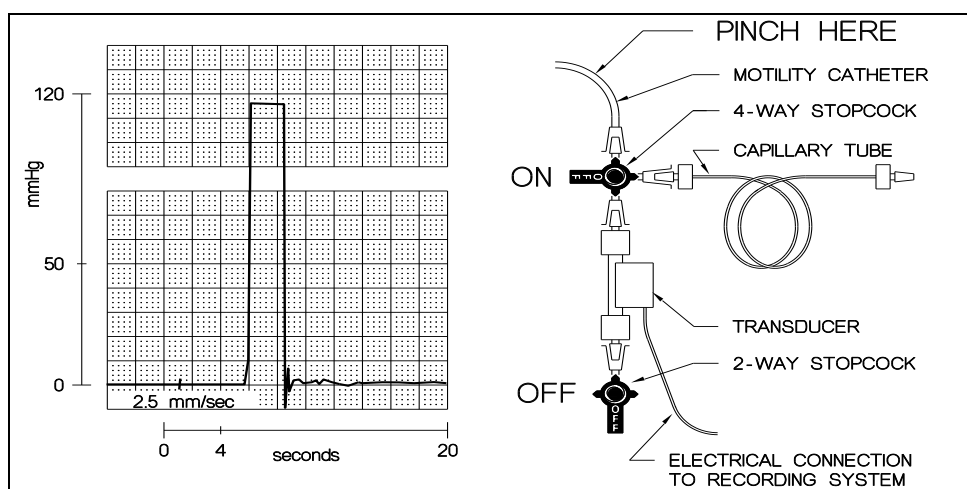 120
50
0
mmHg
2.5 mm/sec
0
4
20
seconds
PINCH HERE
MOTILITY CATHETER
4-WAY STOPCOCK
CAPILLARY TUBE
ON
OFF
TRANSDUCER
2-WAY STOPCOCK
OFF
OFF
ELECTRICAL CONNECTION
TO RECORDING SYSTEM